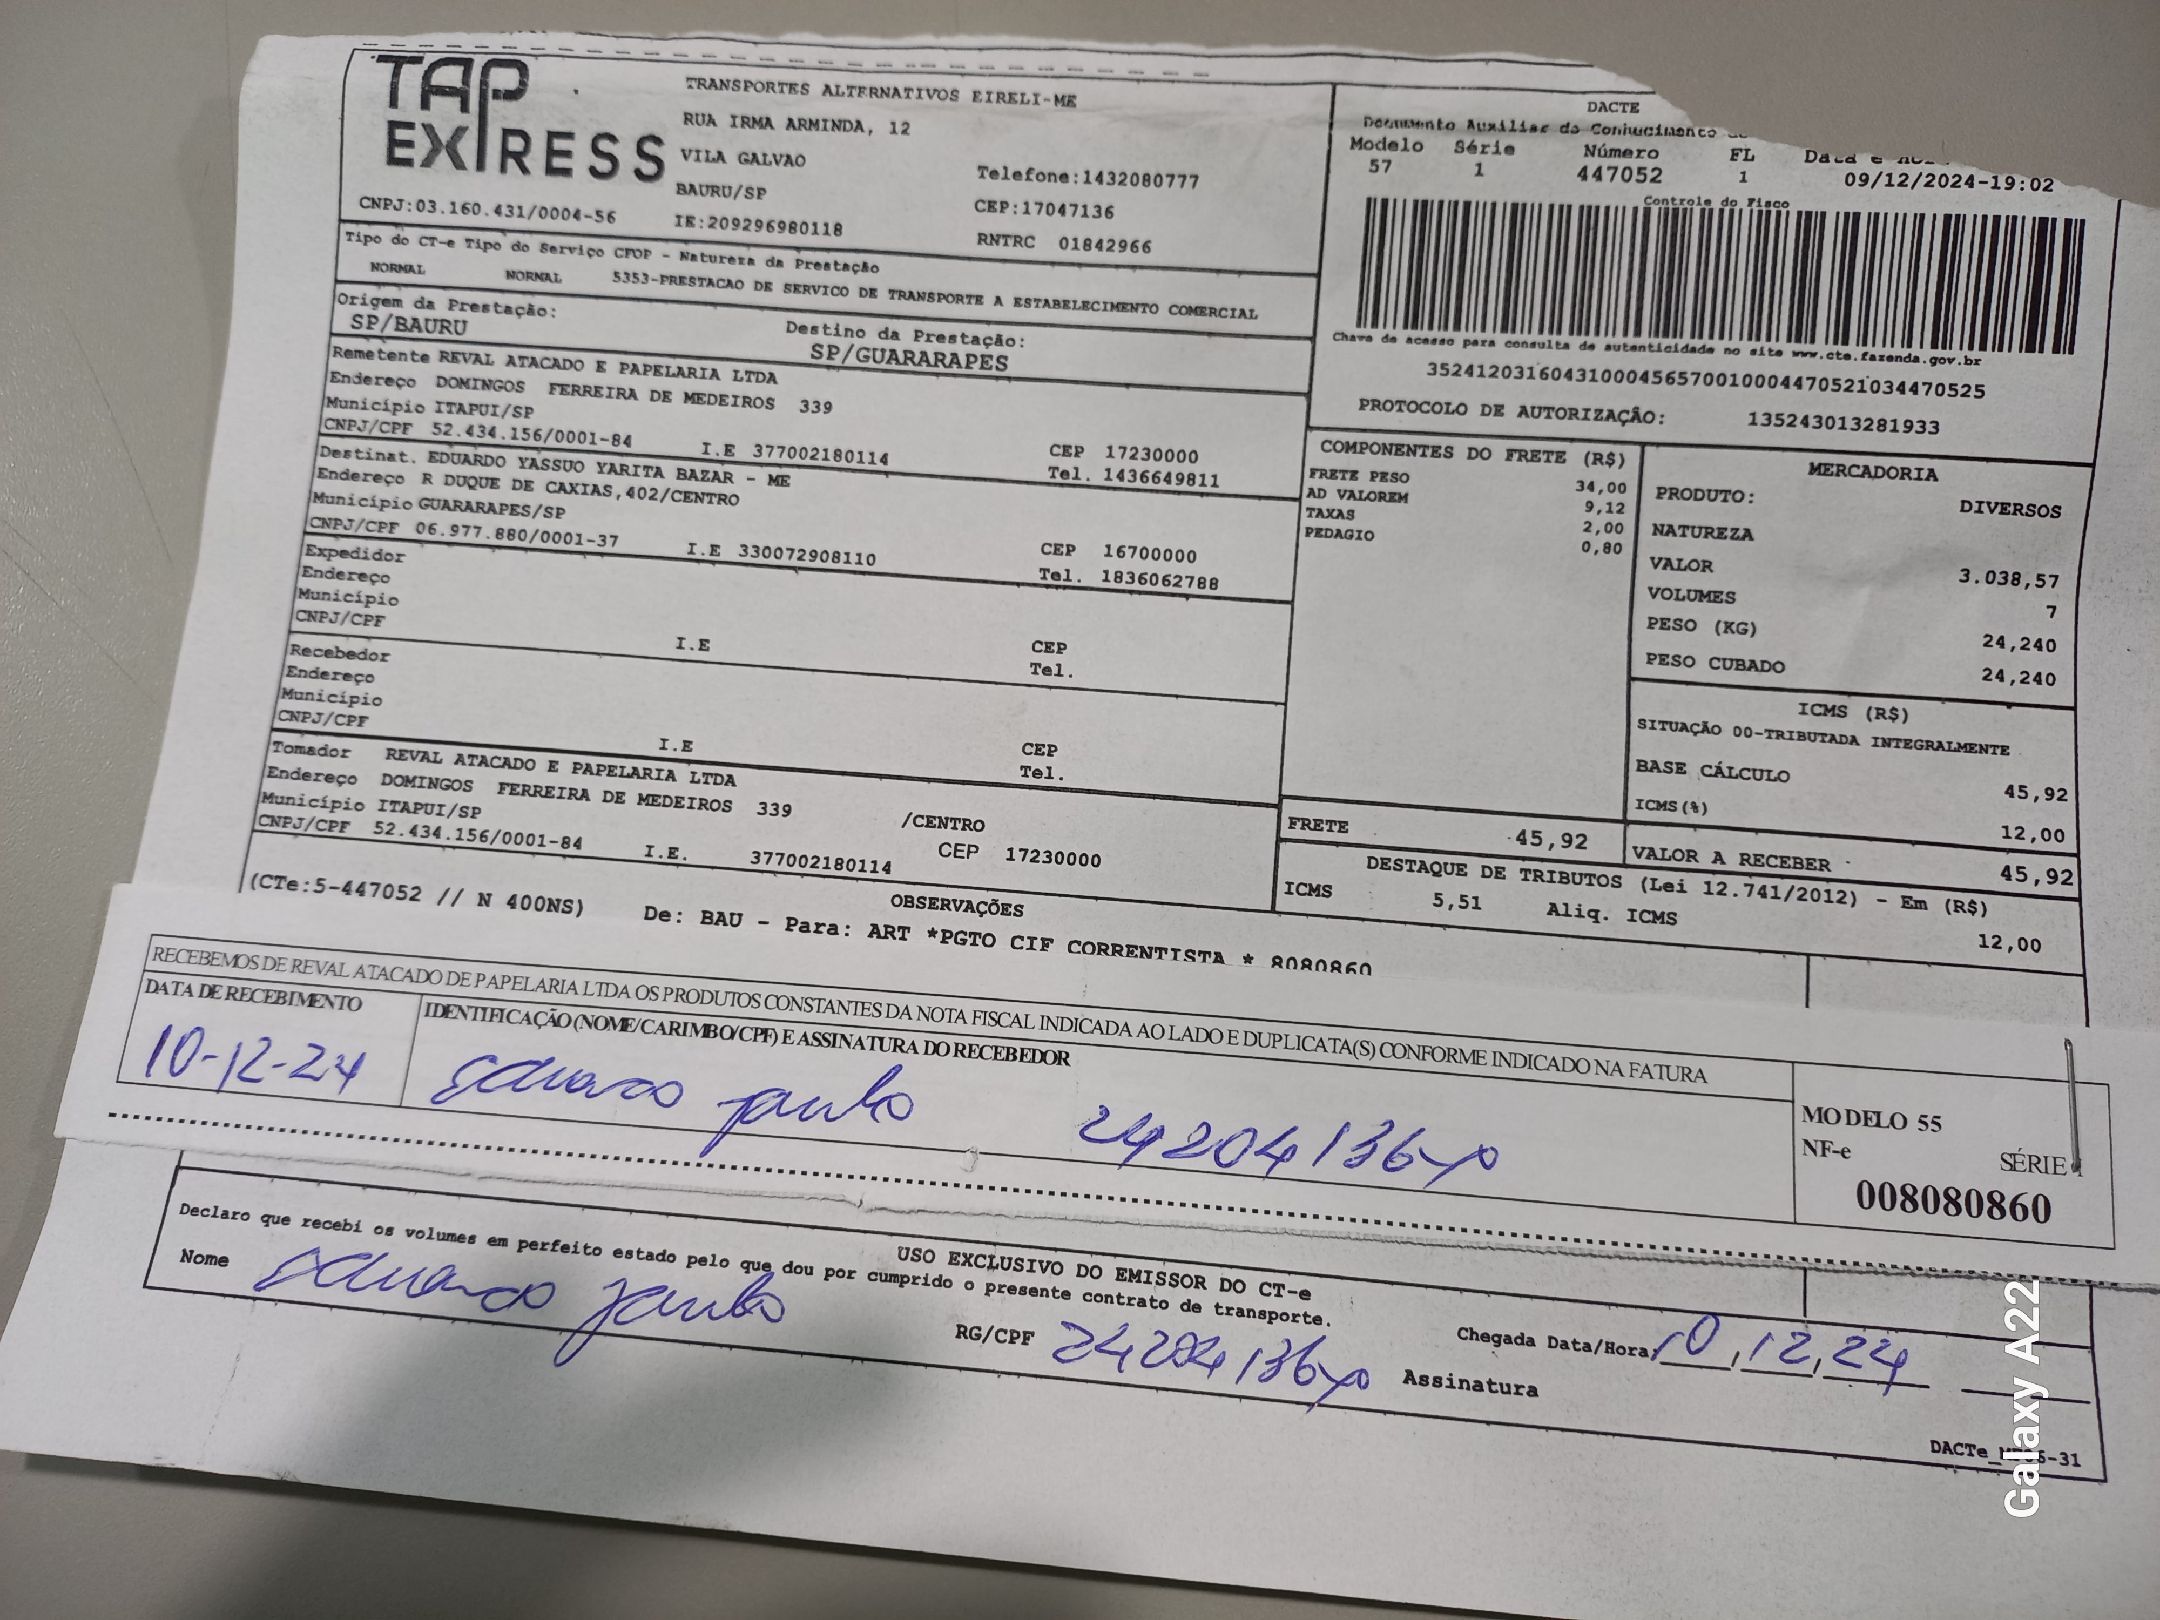 TAP EXPRESS
TRANSPORTES ALTERNATIVOS EIRELI-ME
RUA IRMA ARMINDA, 12
VILA GALVAO
BAURU/SP
Telefone:1432080777
CEP:17047136
CNPJ:03.160.431/0004-56
IE:209296980118
RNTRC 01842966
DACTE
Documento Auxiliar do Conhecimento
Modelo Série Número FL
57 1 447052 1 09/12/2024-19:02
Controle do Fisco
Chave de acesso para consulta de autenticidade no site www.cte.fazenda.gov.br
35241203160431000456570010004470521034470525
PROTOCOLO DE AUTORIZAÇÃO: 135243013281933
Tipo do CT-e Tipo do Serviço CFOP - Natureza da Prestação
NORMAL NORMAL 5353-PRESTACAO DE SERVICO DE TRANSPORTE A ESTABELECIMENTO COMERCIAL
Origem da Prestação: Destino da Prestação:
SP/BAURU SP/GUARARAPES
Remetente REVAL ATACADO E PAPELARIA LTDA
Endereço DOMINGOS FERREIRA DE MEDEIROS 339
Município ITAPUI/SP CEP 17230000
CNPJ/CPF 52.434.156/0001-84 I.E 377002180114 Tel. 1436649811
Destinat. EDUARDO YASSUO YARITA BAZAR - ME
Endereço R DUQUE DE CAXIAS,402/CENTRO
Município GUARARAPES/SP CEP 16700000
CNPJ/CPF 06.977.880/0001-37 I.E 330072908110 Tel. 1836062788
Expedidor
Endereço
Município CEP
CNPJ/CPF I.E Tel.
Recebedor
Endereço
Município CEP
CNPJ/CPF I.E Tel.
Tomador REVAL ATACADO E PAPELARIA LTDA
Endereço DOMINGOS FERREIRA DE MEDEIROS 339 /CENTRO
Município ITAPUI/SP CEP 17230000
CNPJ/CPF 52.434.156/0001-84 I.E. 377002180114
COMPONENTES DO FRETE (R$)
FRETE PESO 34,00
AD VALOREM 9,12
TAXAS 2,00
PEDAGIO 0,80
MERCADORIA
PRODUTO: DIVERSOS
NATUREZA
VALOR 3.038,57
VOLUMES 7
PESO (KG) 24,240
PESO CUBADO 24,240
ICMS (R$)
SITUAÇÃO 00-TRIBUTADA INTEGRALMENTE
BASE CÁLCULO 45,92
ICMS(%) 12,00
FRETE 45,92
VALOR A RECEBER 45,92
DESTAQUE DE TRIBUTOS (Lei 12.741/2012) - Em (R$)
ICMS 5,51 Aliq. ICMS 12,00
OBSERVAÇÕES
(CTe:5-447052 // N 400NS) De: BAU - Para: ART *PGTO CIF CORRENTISTA * 8080860
RECEBEMOS DE REVAL ATACADO DE PAPELARIA LTDA OS PRODUTOS CONSTANTES DA NOTA FISCAL INDICADA AO LADO E DUPLICATA(S) CONFORME INDICADO NA FATURA
DATA DE RECEBIMENTO IDENTIFICAÇÃO (NOME/CARIMBO/CPF) E ASSINATURA DO RECEBEDOR
10-12-24 Eduardo
MODELO 55
NF-e SÉRIE
008080860
USO EXCLUSIVO DO EMISSOR DO CT-e
Declaro que recebi os volumes em perfeito estado pelo que dou por cumprido o presente contrato de transporte.
Nome Eduardo RG/CPF Chegada Data/Hora: 10 12 24
Assinatura
Galaxy A22